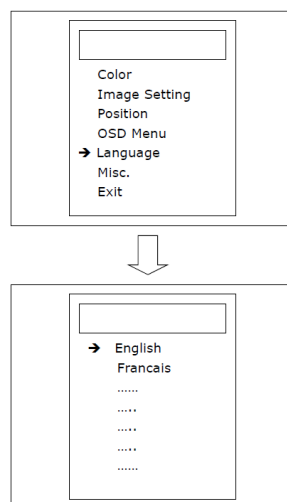 Color
Image Setting
Position
OSD Menu
➔ Language
Misc.
Exit
➔ English
Francais
......
.....
.....
.....
......